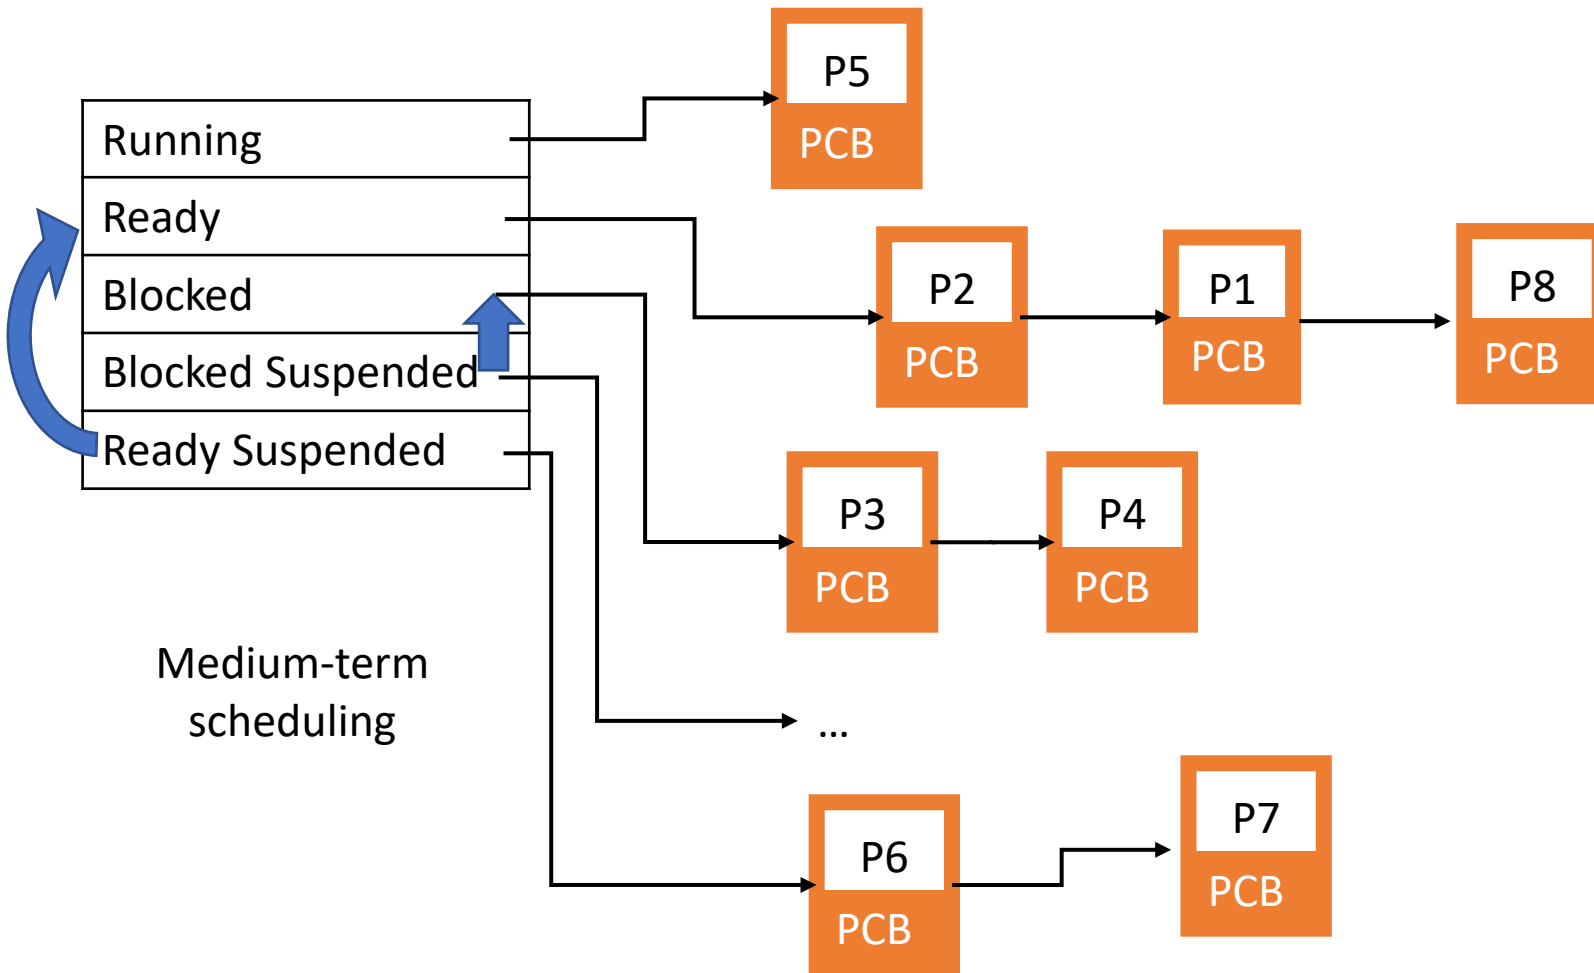 P5
PCB
Running
Ready
Blocked
Blocked Suspended
Ready Suspended
P2
PCB
P1
PCB
P8
PCB
P3
PCB
P4
PCB
Medium-term
scheduling
...
P6
PCB
P7
PCB